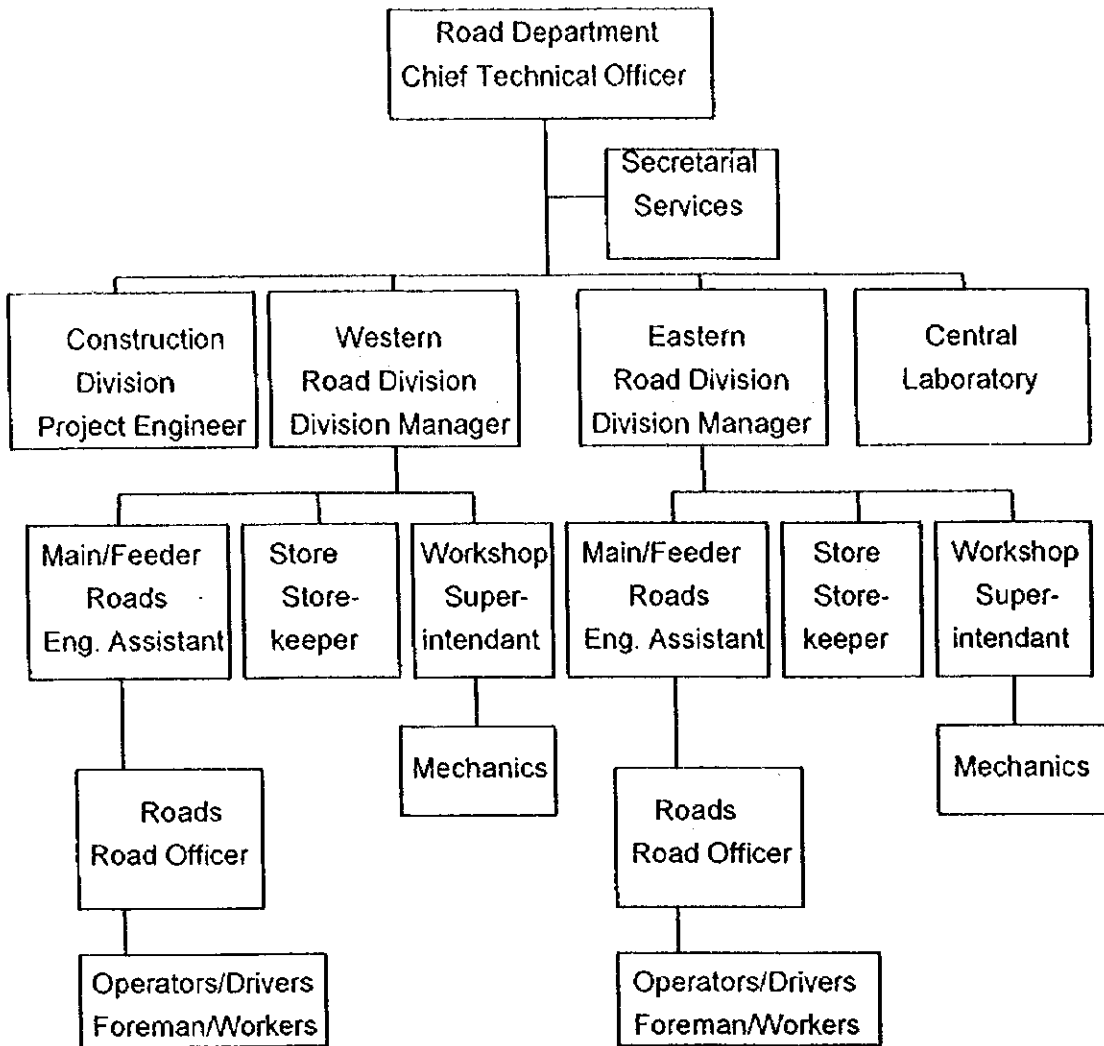 Road Department
Chief Technical Officer
Secretarial
Services
Construction
Division
Project Engineer
Western
Road Division
Division Manager
Eastern
Road Division
Division Manager
Central
Laboratory
Main/Feeder
Roads
Eng. Assistant
Store
Store-
keeper
Workshop
Super-
intendant
Main/Feeder
Roads
Eng. Assistant
Store
Store-
keeper
Workshop
Super-
intendant
Mechanics
Mechanics
Roads
Road Officer
Roads
Road Officer
Operators/Drivers
Foreman/Workers
Operators/Drivers
Foreman/Workers